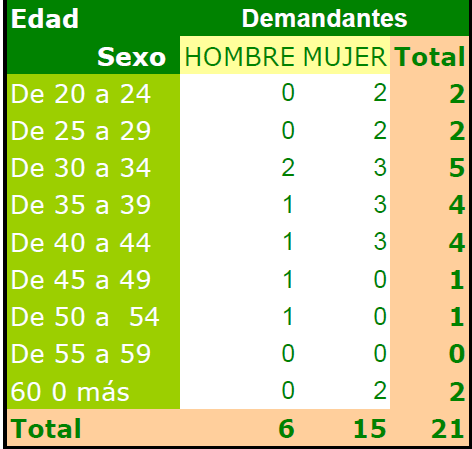 Edad Demandantes
Sexo HOMBRE MUJER Total
De 20 a 24 0 2 2
De 25 a 29 0 2 2
De 30 a 34 2 3 5
De 35 a 39 1 3 4
De 40 a 44 1 3 4
De 45 a 49 1 0 1
De 50 a  54 1 0 1
De 55 a 59 0 0 0
60 0 más 0 2 2
Total 6 15 21